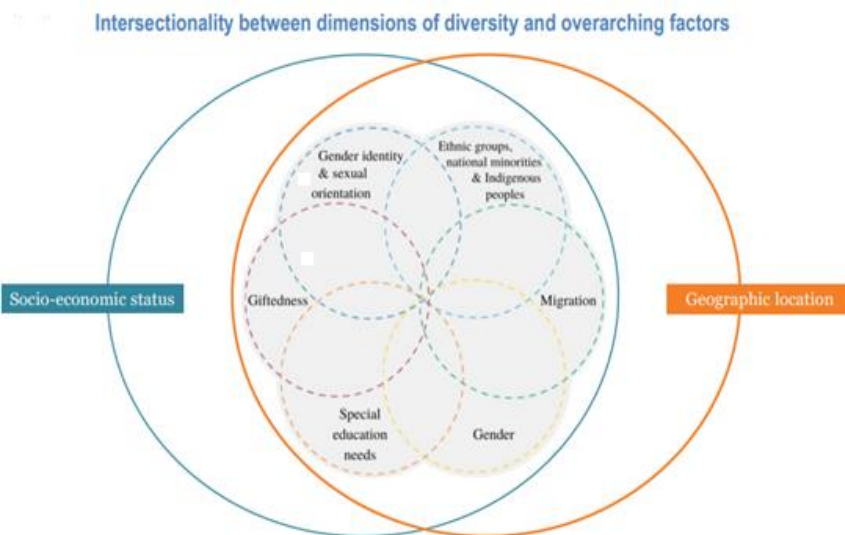 Intersectionality between dimensions of diversity and overarching factors
Gender identity
& sexual
orientation
Ethnic groups,
national minorities
& Indigenous
peoples
Socio-economic status
Giftedness
Migration
Geographic location
Special
education
needs
Gender